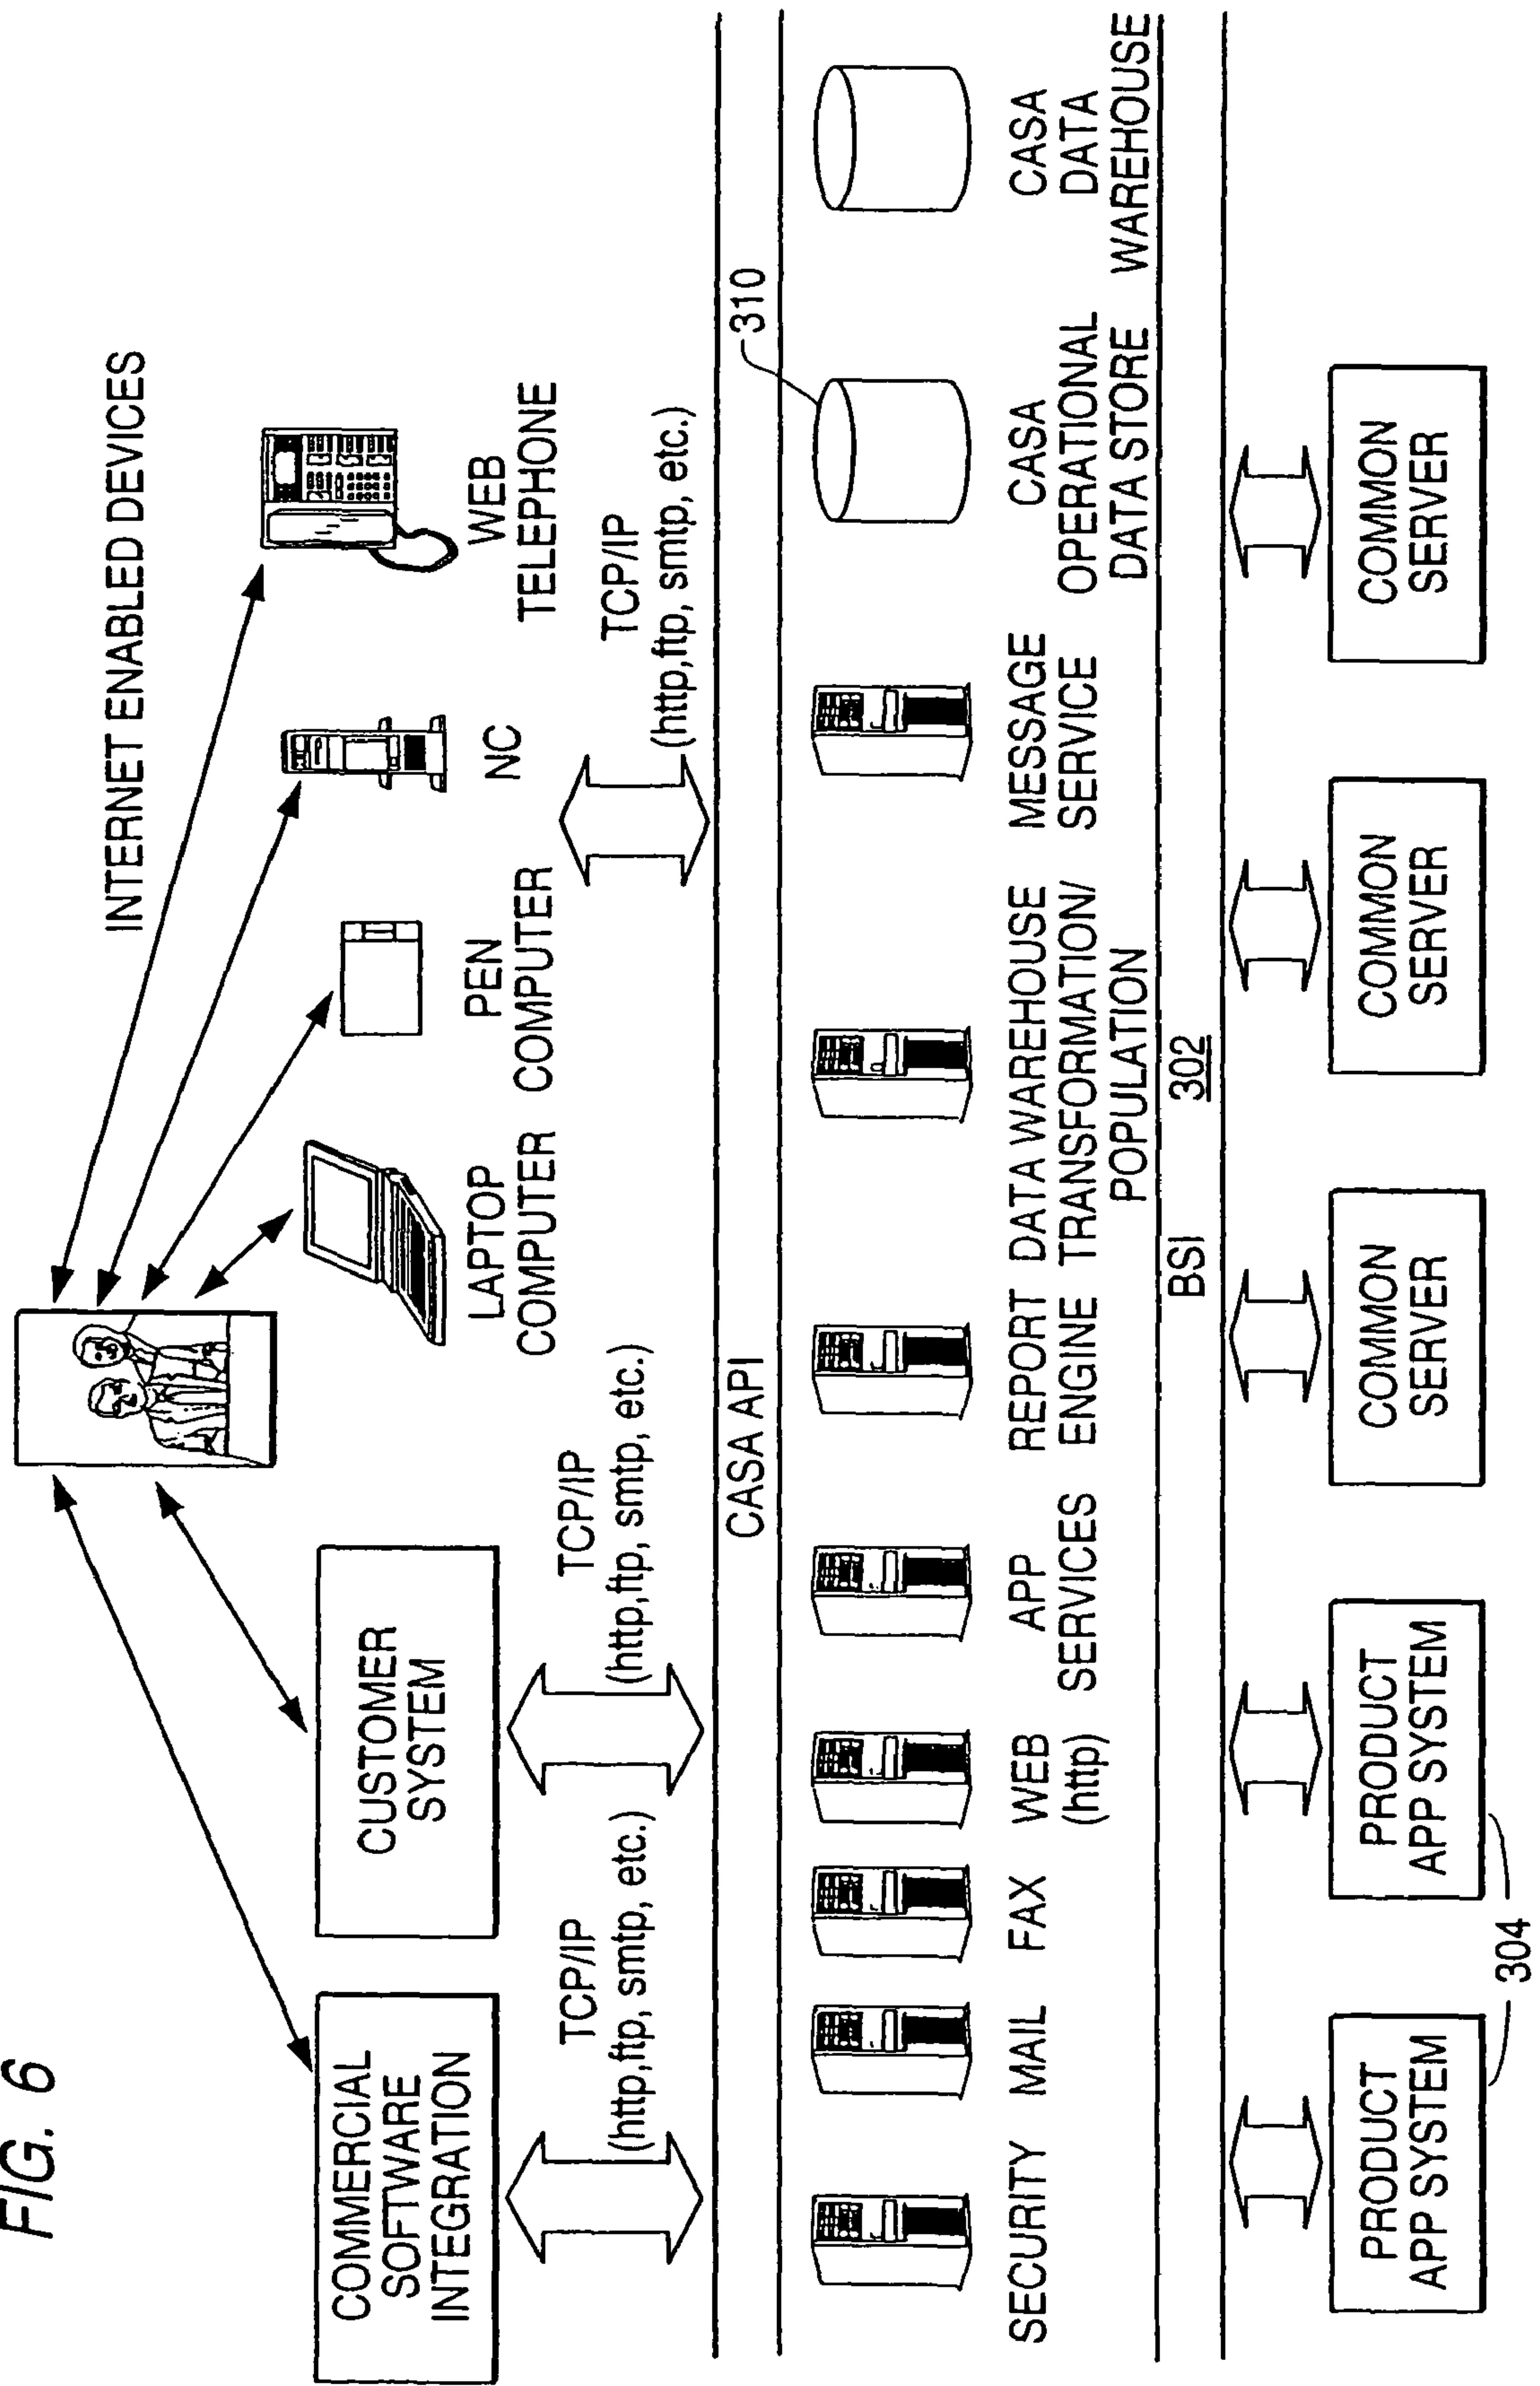 FIG. 6
INTERNET ENABLED DEVICES
COMMERCIAL
SOFTWARE
INTEGRATION
CUSTOMER
SYSTEM
LAPTOP
COMPUTER
PEN
COMPUTER
NC
WEB
TELEPHONE
TCP/IP
(http,ftp, smtp, etc.)
TCP/IP
(http,ftp, smtp, etc.)
TCP/IP
(http,ftp, smtp, etc.)
CASA API
310
SECURITY
MAIL
FAX
WEB
(http)
APP
SERVICES
REPORT
ENGINE
DATA WAREHOUSE
TRANSFORMATION/
POPULATION
MESSAGE
SERVICE
CASA
OPERATIONAL
DATA STORE
CASA
DATA
WAREHOUSE
BSI
302
PRODUCT
APP SYSTEM
PRODUCT
APP SYSTEM
COMMON
SERVER
COMMON
SERVER
COMMON
SERVER
304